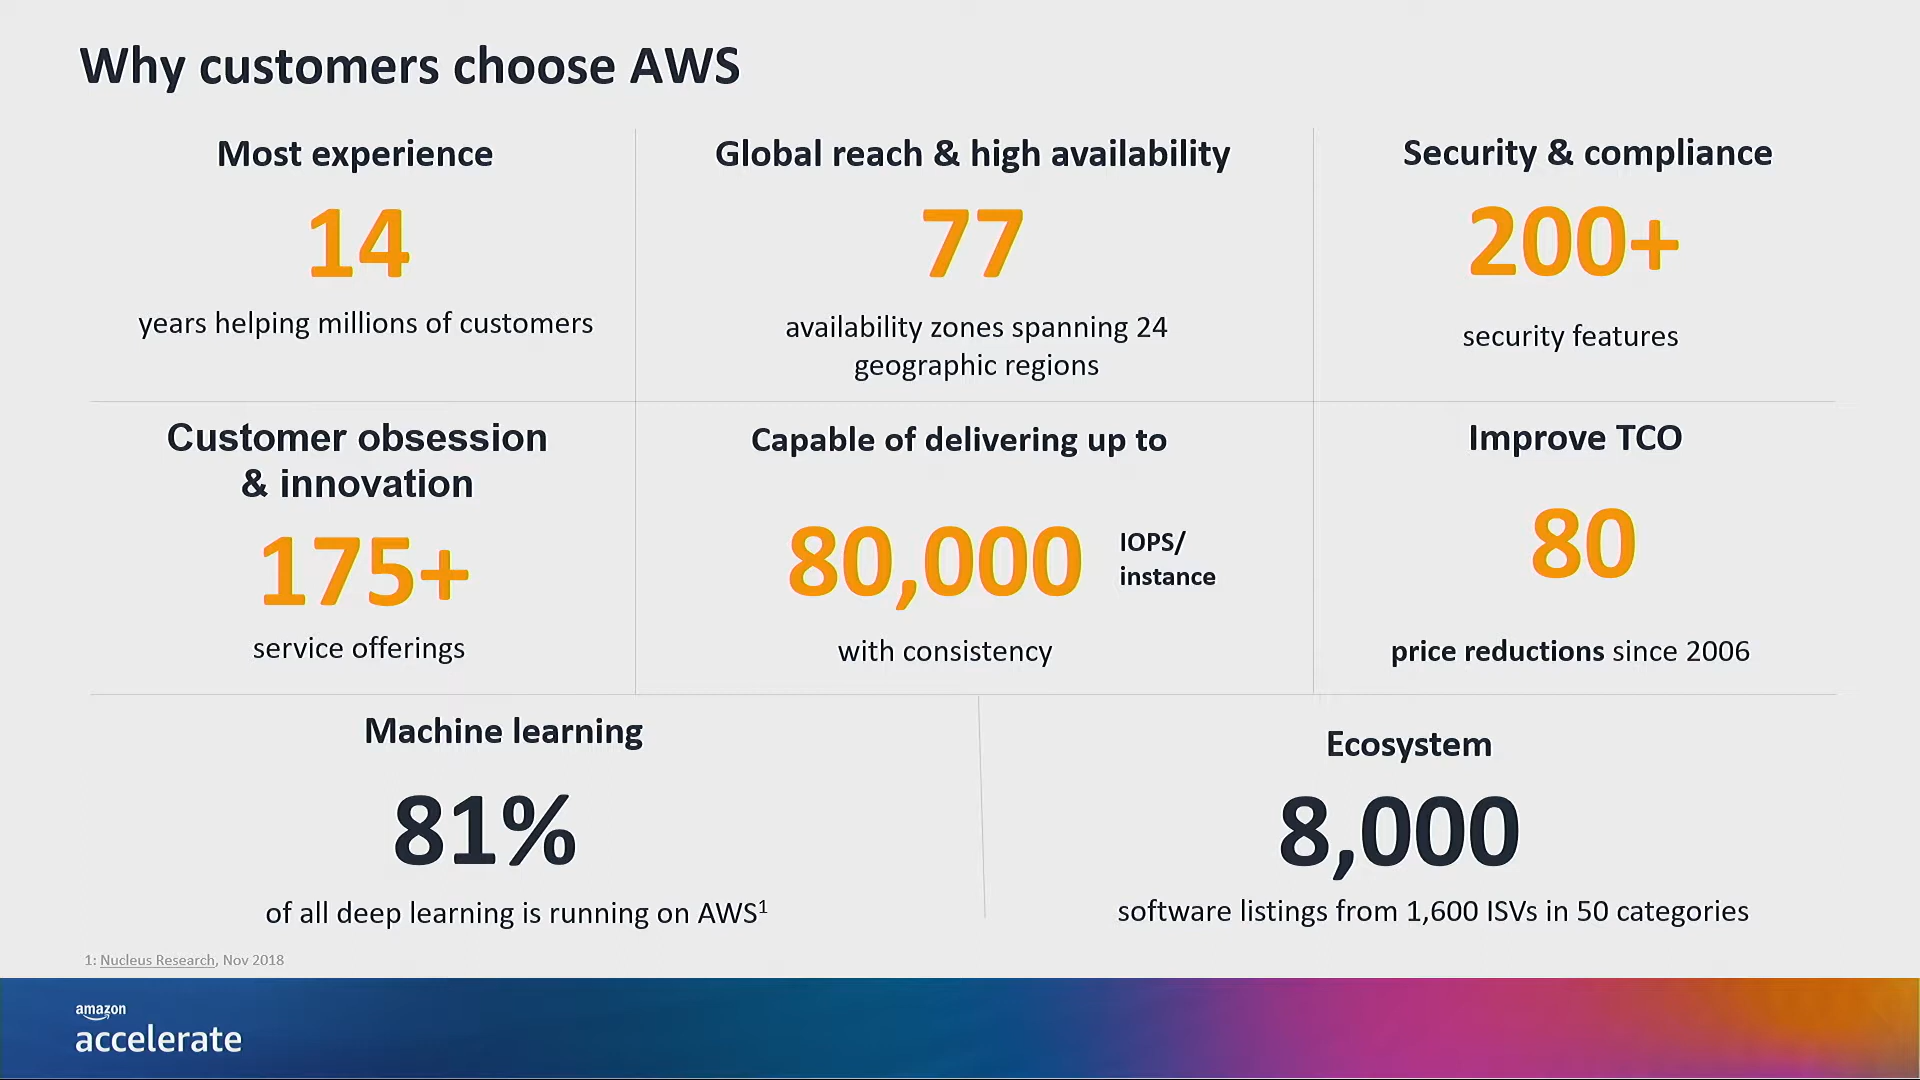 Why customers choose AWS
Most experience
14
years helping millions of customers
Global reach & high availability
77
availability zones spanning 24
geographic regions
Security & compliance
200+
security features
Customer obsession
& innovation
175+
service offerings
Capable of delivering up to
80,000
IOPS/
instance
with consistency
Improve TCO
80
price reductions since 2006
Machine learning
81%
of all deep learning is running on AWS¹
Ecosystem
8,000
software listings from 1,600 ISVs in 50 categories
1: Nucleus Research, Nov 2018
amazon
accelerate